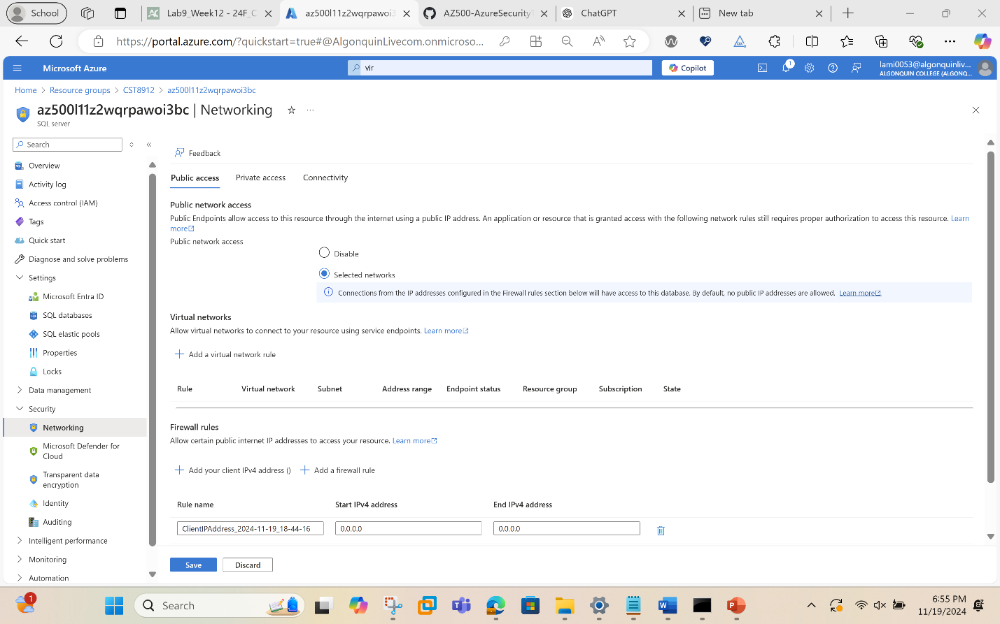 School
Lab9_Week12 - 24F_C
az500l11z2wqrpawoi3
AZ500-AzureSecurityT
ChatGPT
New tab
https://portal.azure.com/?quickstart=true#@AlgonquinLivecom.onmicroso...
Microsoft Azure
vir
Copilot
1
lami0053@algonquinliv...
ALGONQUIN COLLEGE (ALGONQ...
Home > Resource groups > CST8912 > az500l11z2wqrpawoi3bc
az500l11z2wqrpawoi3bc | Networking
SQL server
Search
Overview
Activity log
Access control (IAM)
Tags
Quick start
Diagnose and solve problems
Settings
Microsoft Entra ID
SQL databases
SQL elastic pools
Properties
Locks
Data management
Security
Networking
Microsoft Defender for
Cloud
Transparent data
encryption
Identity
Auditing
Intelligent performance
Monitoring
Automation
Feedback
Public access Private access Connectivity
Public network access
Public Endpoints allow access to this resource through the internet using a public IP address. An application or resource that is granted access with the following network rules still requires proper authorization to access this resource. Learn
more
Public network access
Disable
Selected networks
Connections from the IP addresses configured in the Firewall rules section below will have access to this database. By default, no public IP addresses are allowed. Learn more
Virtual networks
Allow virtual networks to connect to your resource using service endpoints. Learn more
Add a virtual network rule
Rule Virtual network Subnet Address range Endpoint status Resource group Subscription State
Firewall rules
Allow certain public internet IP addresses to access your resource. Learn more
Add your client IPv4 address () Add a firewall rule
Rule name Start IPv4 address End IPv4 address
ClientIPAddress_2024-11-19_18-44-16 0.0.0.0 0.0.0.0
Save Discard
1
Search
6:55 PM
11/19/2024